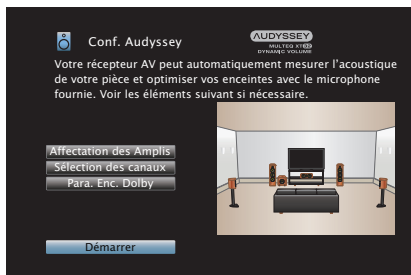 Conf. Audyssey
AUDYSSEY
MULTEQ XT32
DYNAMIC VOLUME
Votre récepteur AV peut automatiquement mesurer l'acoustique
de votre pièce et optimiser vos enceintes avec le microphone
fournie. Voir les éléments suivant si nécessaire.
Affectation des Amplis
Sélection des canaux
Para. Enc. Dolby
Démarrer